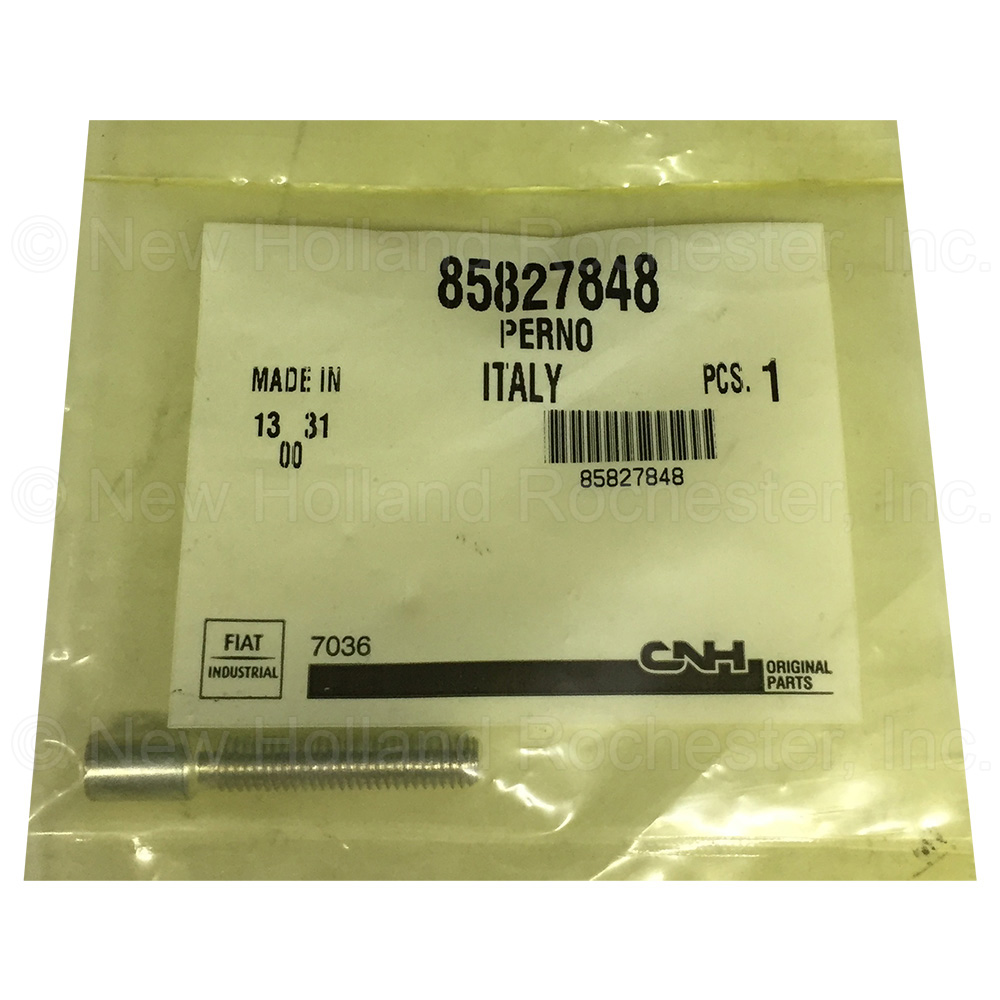 © New Holland Rochester, Inc.
85827848
PERNO
MADE IN ITALY PCS. 1
13 31
00
85827848
© New Holland Rochester, Inc.
FIAT
INDUSTRIAL
7036
CNH
ORIGINAL
PARTS
© New Holland Rochester, Inc.